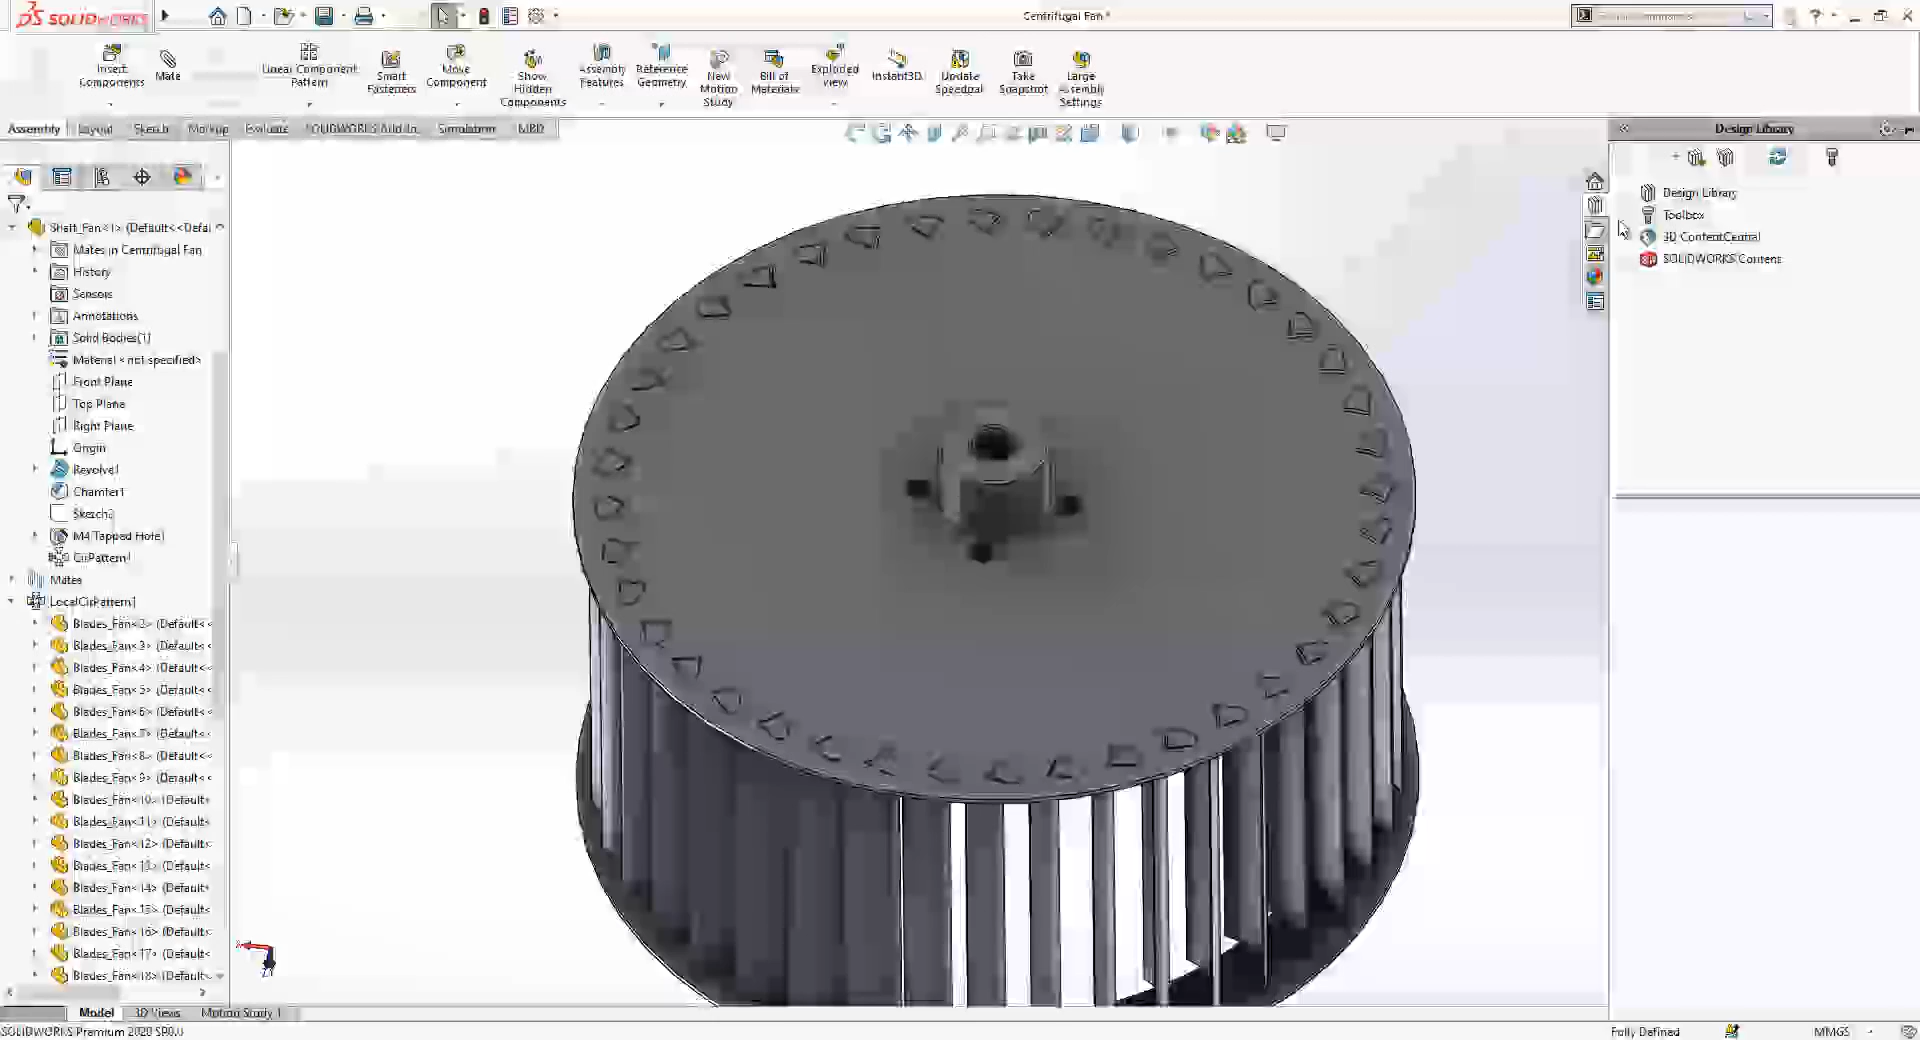 SOLIDWORKS
Centrifugal Fan *
Insert Components
Mate
Linear Component Pattern
Smart Fasteners
Move Component
Show Hidden Components
Assembly Features
Reference Geometry
New Motion Study
Bill of Materials
Exploded View
Instant3D
Update Speedpak
Take Snapshot
Large Assembly Settings
Assembly
Layout
Sketch
Markup
Evaluate
SOLIDWORKS Add-Ins
Simulation
MBD
Design Library
Design Library
Toolbox
3D ContentCentral
SOLIDWORKS Content
Shaft_Fan<1> (Default<<Defa
Mates in Centrifugal Fan
History
Sensors
Annotations
Solid Bodies(1)
Material <not specified>
Front Plane
Top Plane
Right Plane
Origin
Revolve1
Chamfer1
Sketch2
M4 Tapped Hole1
CirPattern1
Mates
LocalCirPattern1
Blades_Fan<2> (Default<<
Blades_Fan<3> (Default<<
Blades_Fan<4> (Default<<
Blades_Fan<5> (Default<<
Blades_Fan<6> (Default<<
Blades_Fan<7> (Default<<
Blades_Fan<8> (Default<<
Blades_Fan<9> (Default<<
Blades_Fan<10> (Default<
Blades_Fan<11> (Default<
Blades_Fan<12> (Default<
Blades_Fan<13> (Default<
Blades_Fan<14> (Default<
Blades_Fan<15> (Default<
Blades_Fan<16> (Default<
Blades_Fan<17> (Default<
Blades_Fan<18> (Default<
Model
3D Views
Motion Study 1
SOLIDWORKS Premium 2020 SP0.0
Fully Defined
MMGS